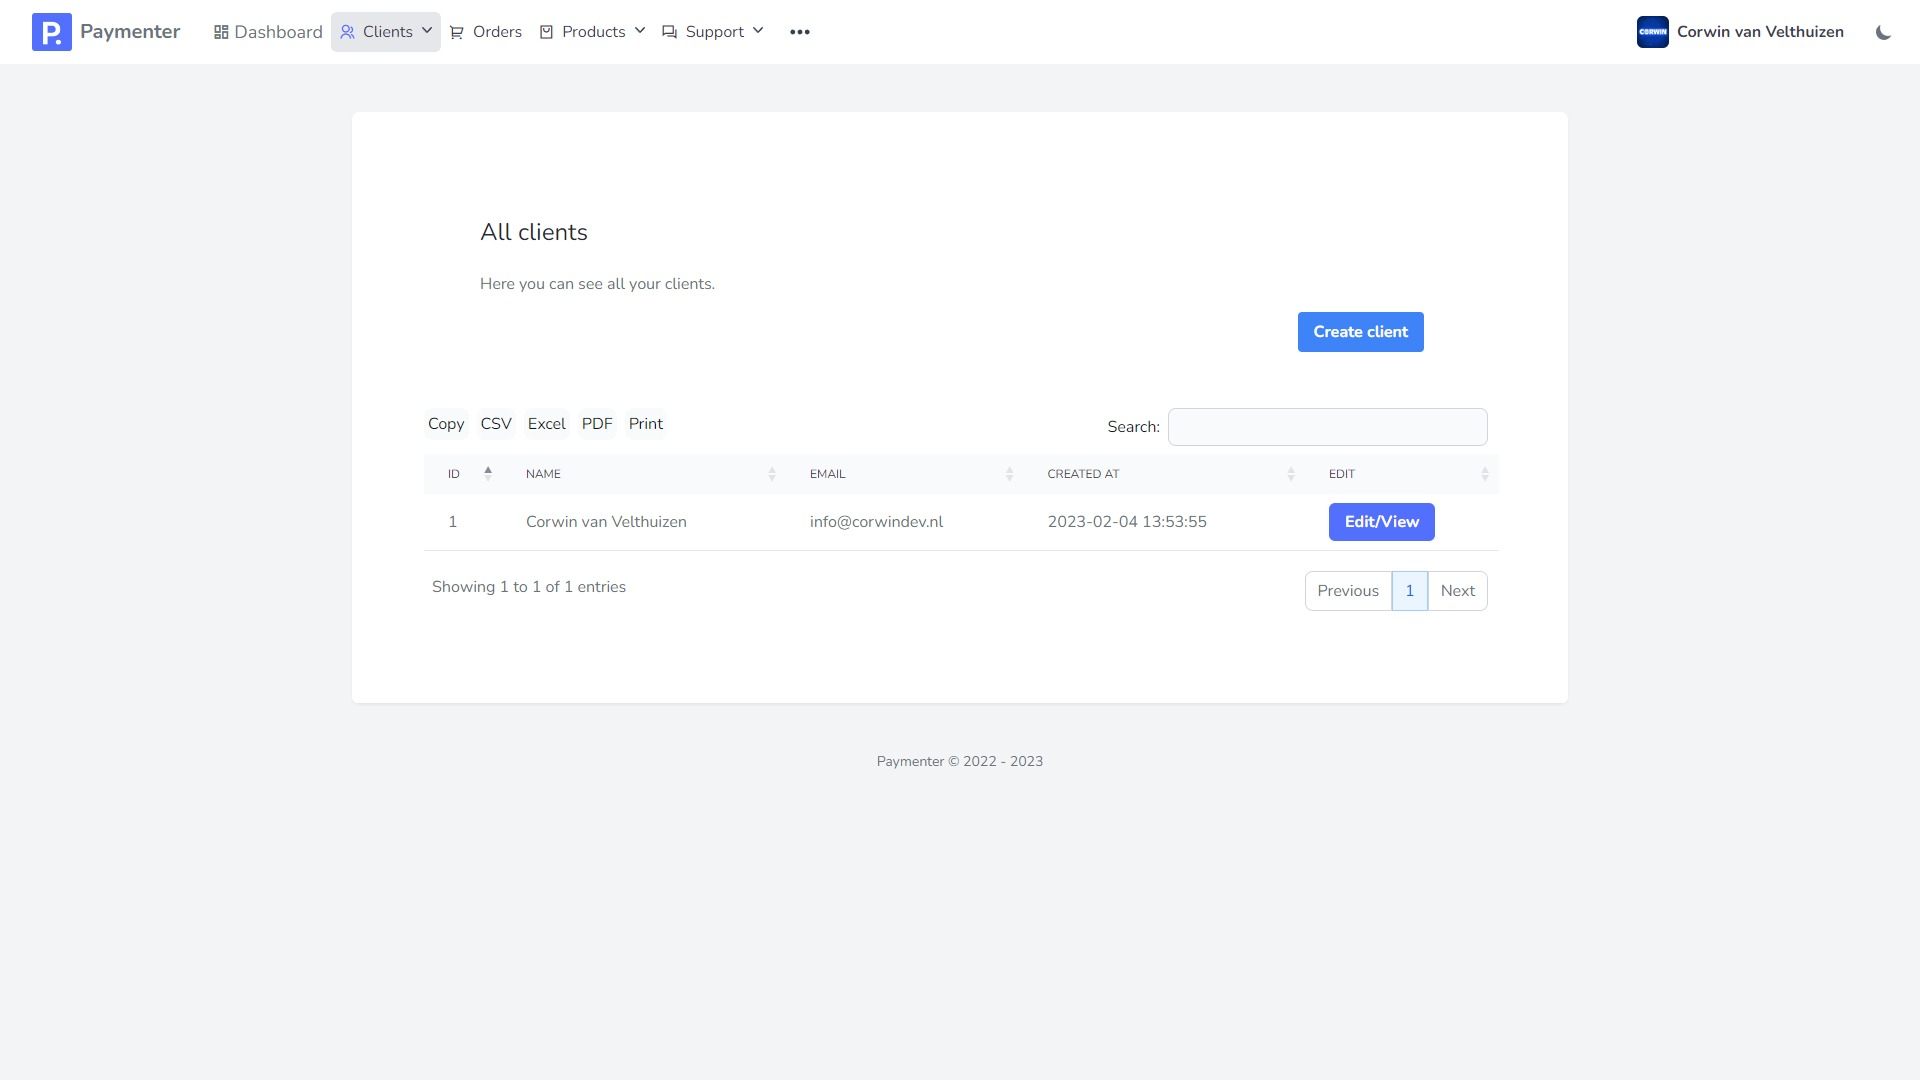 P. Paymenter Dashboard Clients Orders Products Support CORWIN Corwin van Velthuizen
All clients
Here you can see all your clients.
Create client
Copy CSV Excel PDF Print Search:
ID NAME EMAIL CREATED AT EDIT
1 Corwin van Velthuizen info@corwindev.nl 2023-02-04 13:53:55 Edit/View
Showing 1 to 1 of 1 entries Previous 1 Next
Paymenter © 2022 - 2023